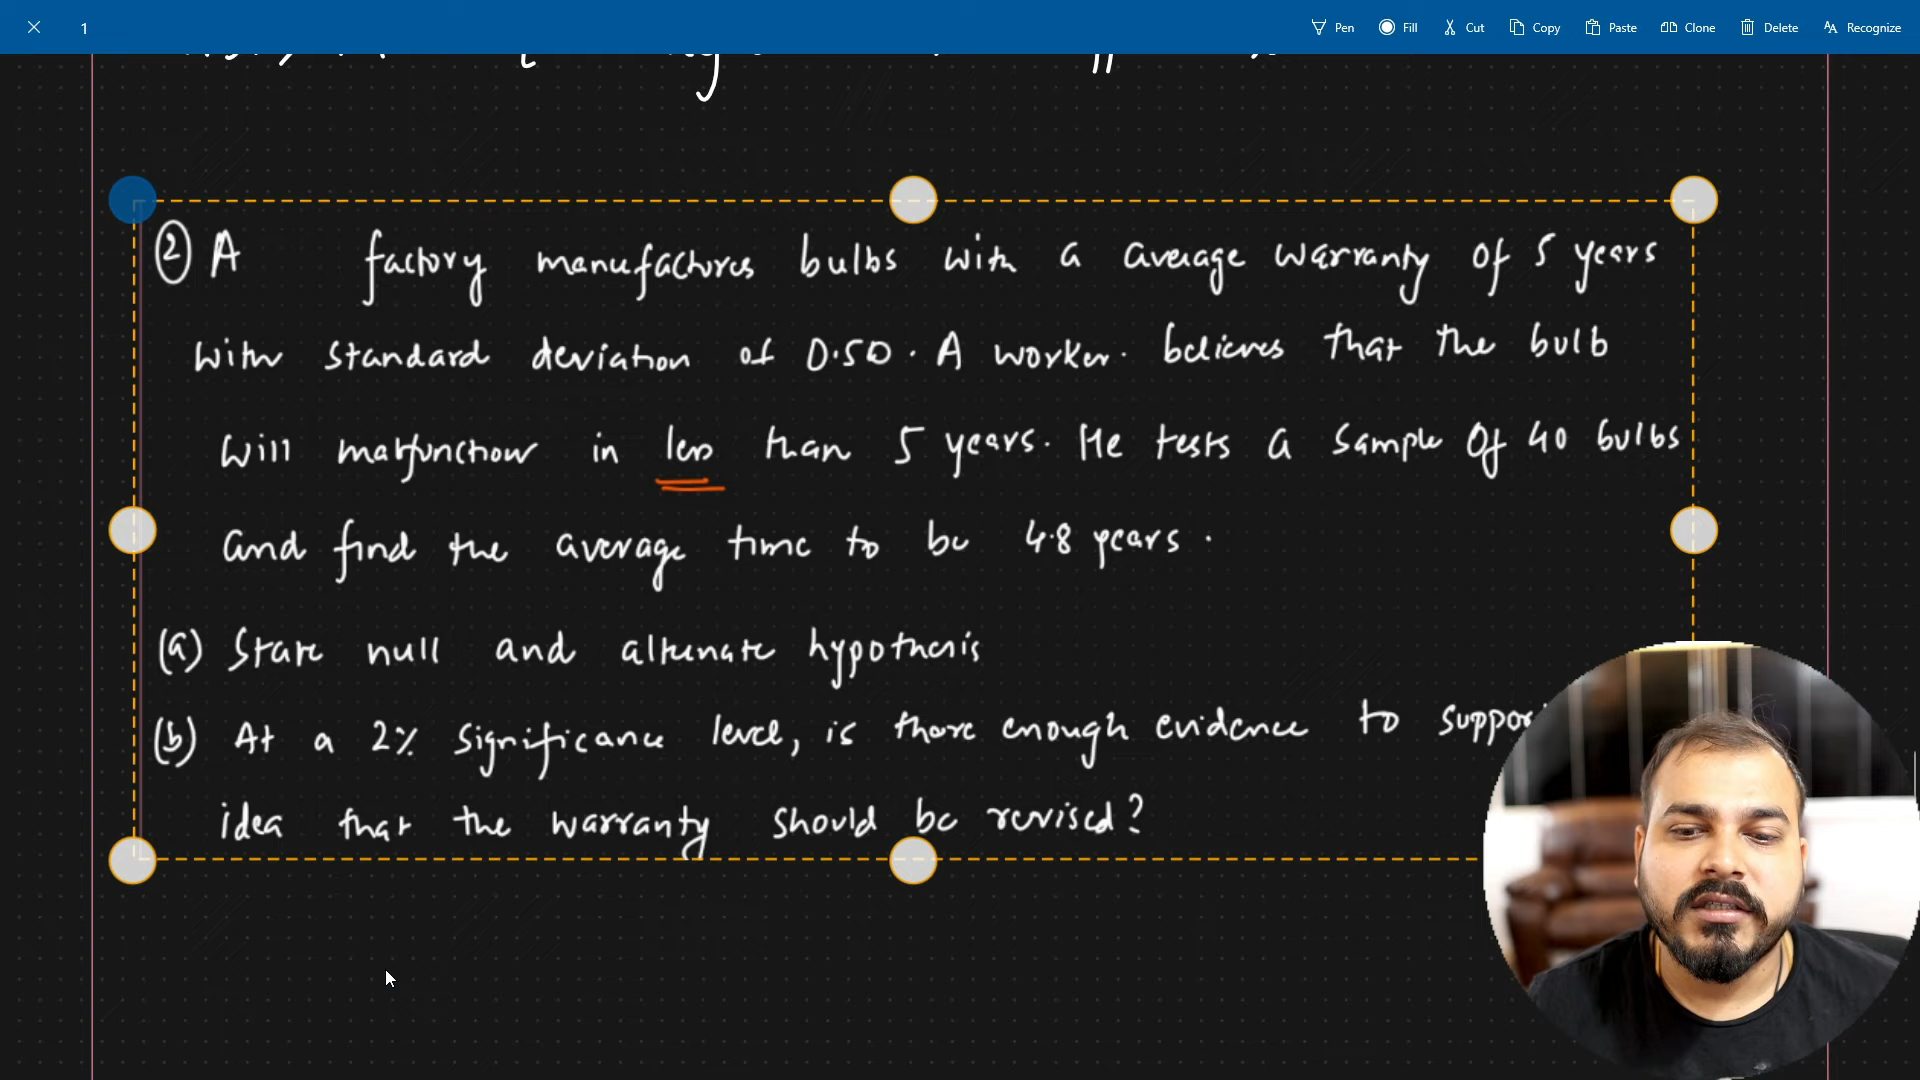 1 Pen Fill Cut Copy Paste Clone Delete Recognize
② A factory manufactures bulbs with a average warranty of 5 years
with standard deviation of 0.50. A worker. believes that the bulb
will malfunction in less than 5 years. He tests a sample of 40 bulbs
and find the average time to be 4.8 years.
(a) State null and alternate hypothesis
(b) At a 2% significance level, is there enough evidence to
idea that the warranty should be revised?